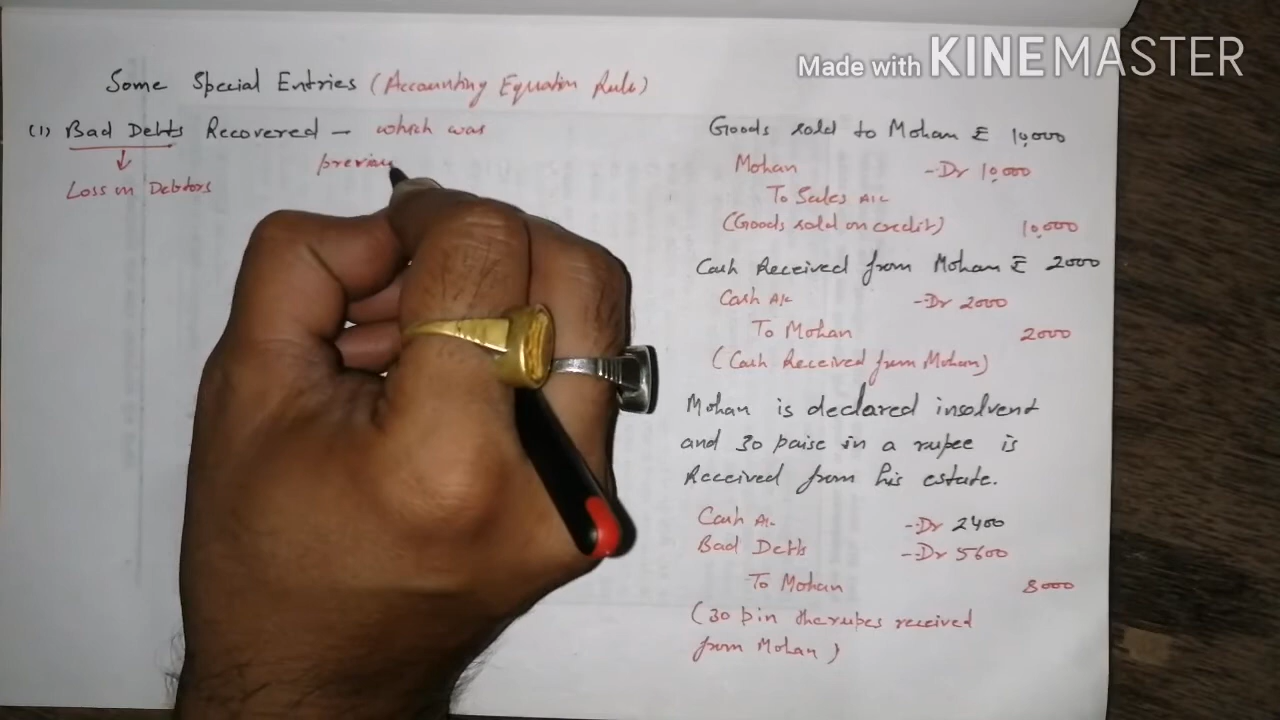 Made with KINEMASTER
Some Special Entries (Accounting Equation Rule)
(1) Bad Debts Recovered – which was
previous
Loss on Debtors
Goods sold to Mohan ₹ 10,000
Mohan --Dr 10,000
To Sales A/c
(Goods sold on credit) 10,000
Cash Received from Mohan ₹ 2000
Cash A/c --Dr 2000
To Mohan 2000
(Cash Received from Mohan)
Mohan is declared insolvent
and 30 paise in a rupee is
Received from his estate.
Cash A/c --Dr 2400
Bad Debts --Dr 5600
To Mohan 8000
(30 p in the rupees received
from Mohan)